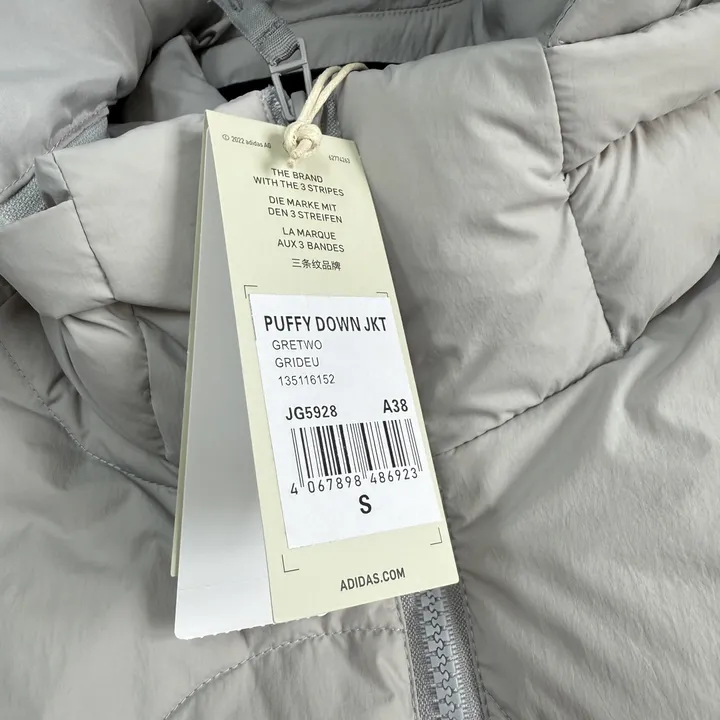 © 2022 adidas AG
62774263
THE BRAND
WITH THE 3 STRIPES
DIE MARKE MIT
DEN 3 STREIFEN
LA MARQUE
AUX 3 BANDES
三条纹品牌
PUFFY DOWN JKT
GRETWO
GRIDEU
135116152
JG5928 A38
4 067898 486923
S
ADIDAS.COM